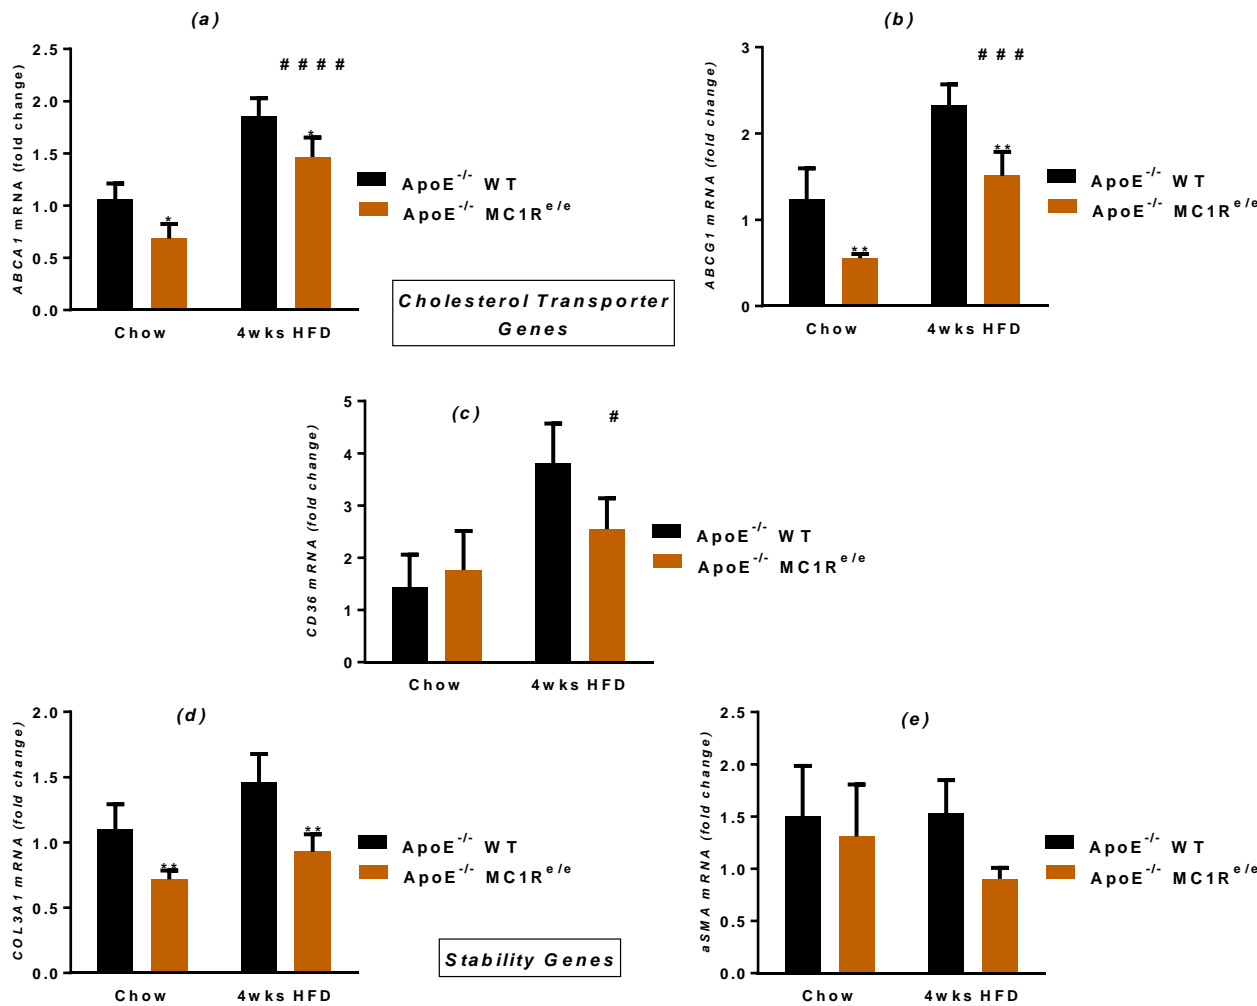 (a)
ABCA1 mRNA (fold change)
2.5
2.0
1.5
1.0
0.5
0.0
# # # #
*
*
Chow
4wks HFD
ApoE-/- WT
ApoE-/- MC1Re/e
(b)
ABCG1 mRNA (fold change)
3
2
1
0
# # #
**
**
Chow
4wks HFD
ApoE-/- WT
ApoE-/- MC1Re/e
Cholesterol Transporter
Genes
(c)
CD36 mRNA (fold change)
5
4
3
2
1
0
#
Chow
4wks HFD
ApoE-/- WT
ApoE-/- MC1Re/e
(d)
COL3A1 mRNA (fold change)
2.0
1.5
1.0
0.5
0.0
**
**
Chow
4wks HFD
ApoE-/- WT
ApoE-/- MC1Re/e
Stability Genes
(e)
aSMA mRNA (fold change)
2.5
2.0
1.5
1.0
0.5
0.0
Chow
4wks HFD
ApoE-/- WT
ApoE-/- MC1Re/e